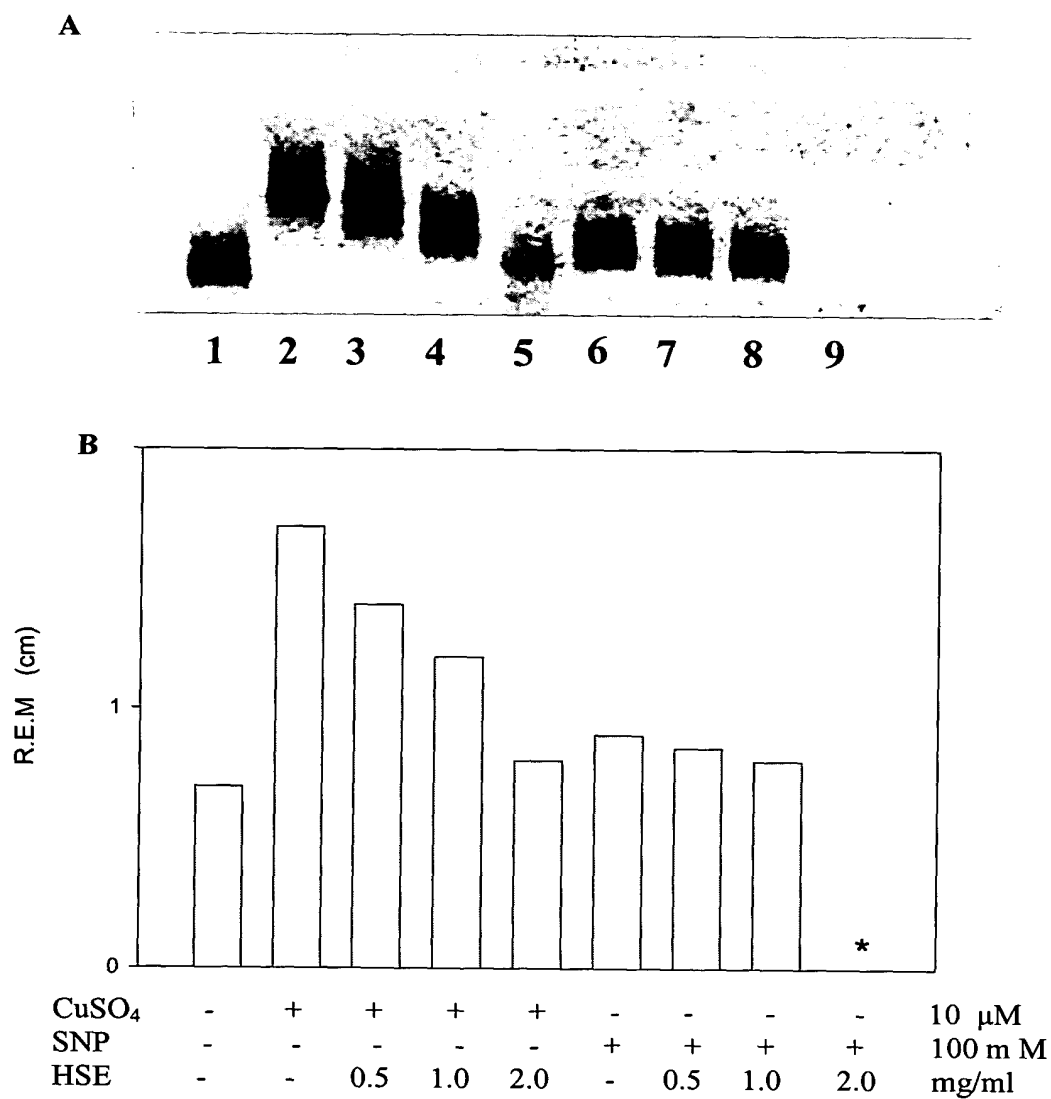 A
1 2 3 4 5 6 7 8 9
B
R.E.M (cm)
1
0
*
CuSO₄ - + + + + - - - - 10 μM
SNP - - - - - + + + + 100 m M
HSE - - 0.5 1.0 2.0 - 0.5 1.0 2.0 mg/ml